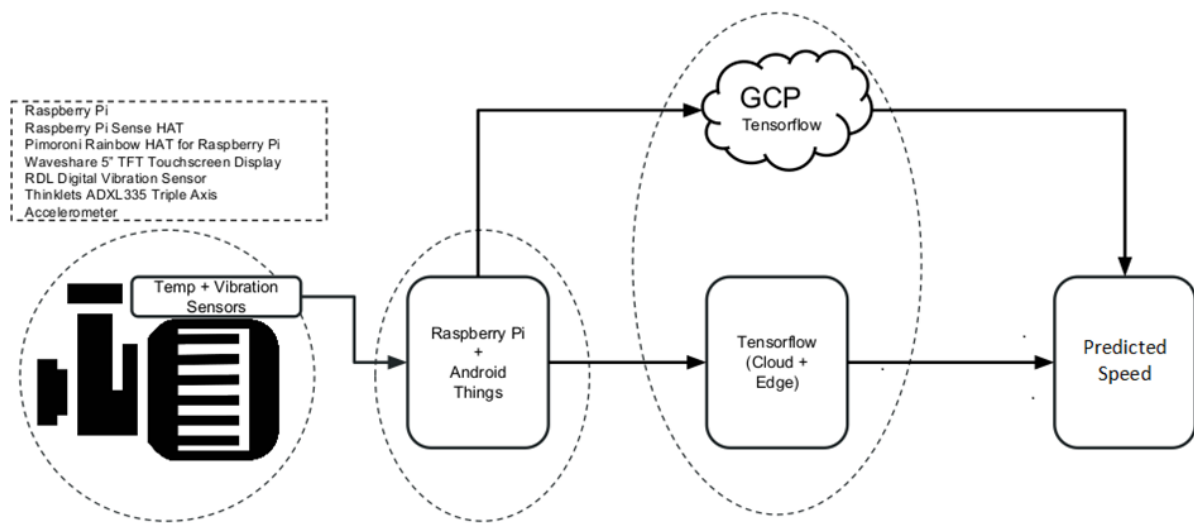 Raspberry Pi
Raspberry Pi Sense HAT
Pimoroni Rainbow HAT for Raspberry Pi
Waveshare 5" TFT Touchscreen Display
RDL Digital Vibration Sensor
Thinklets ADXL335 Triple Axis
Accelerometer
Temp + Vibration
Sensors
Raspberry Pi
+
Android
Things
GCP
Tensorflow
Tensorflow
(Cloud +
Edge)
Predicted
Speed